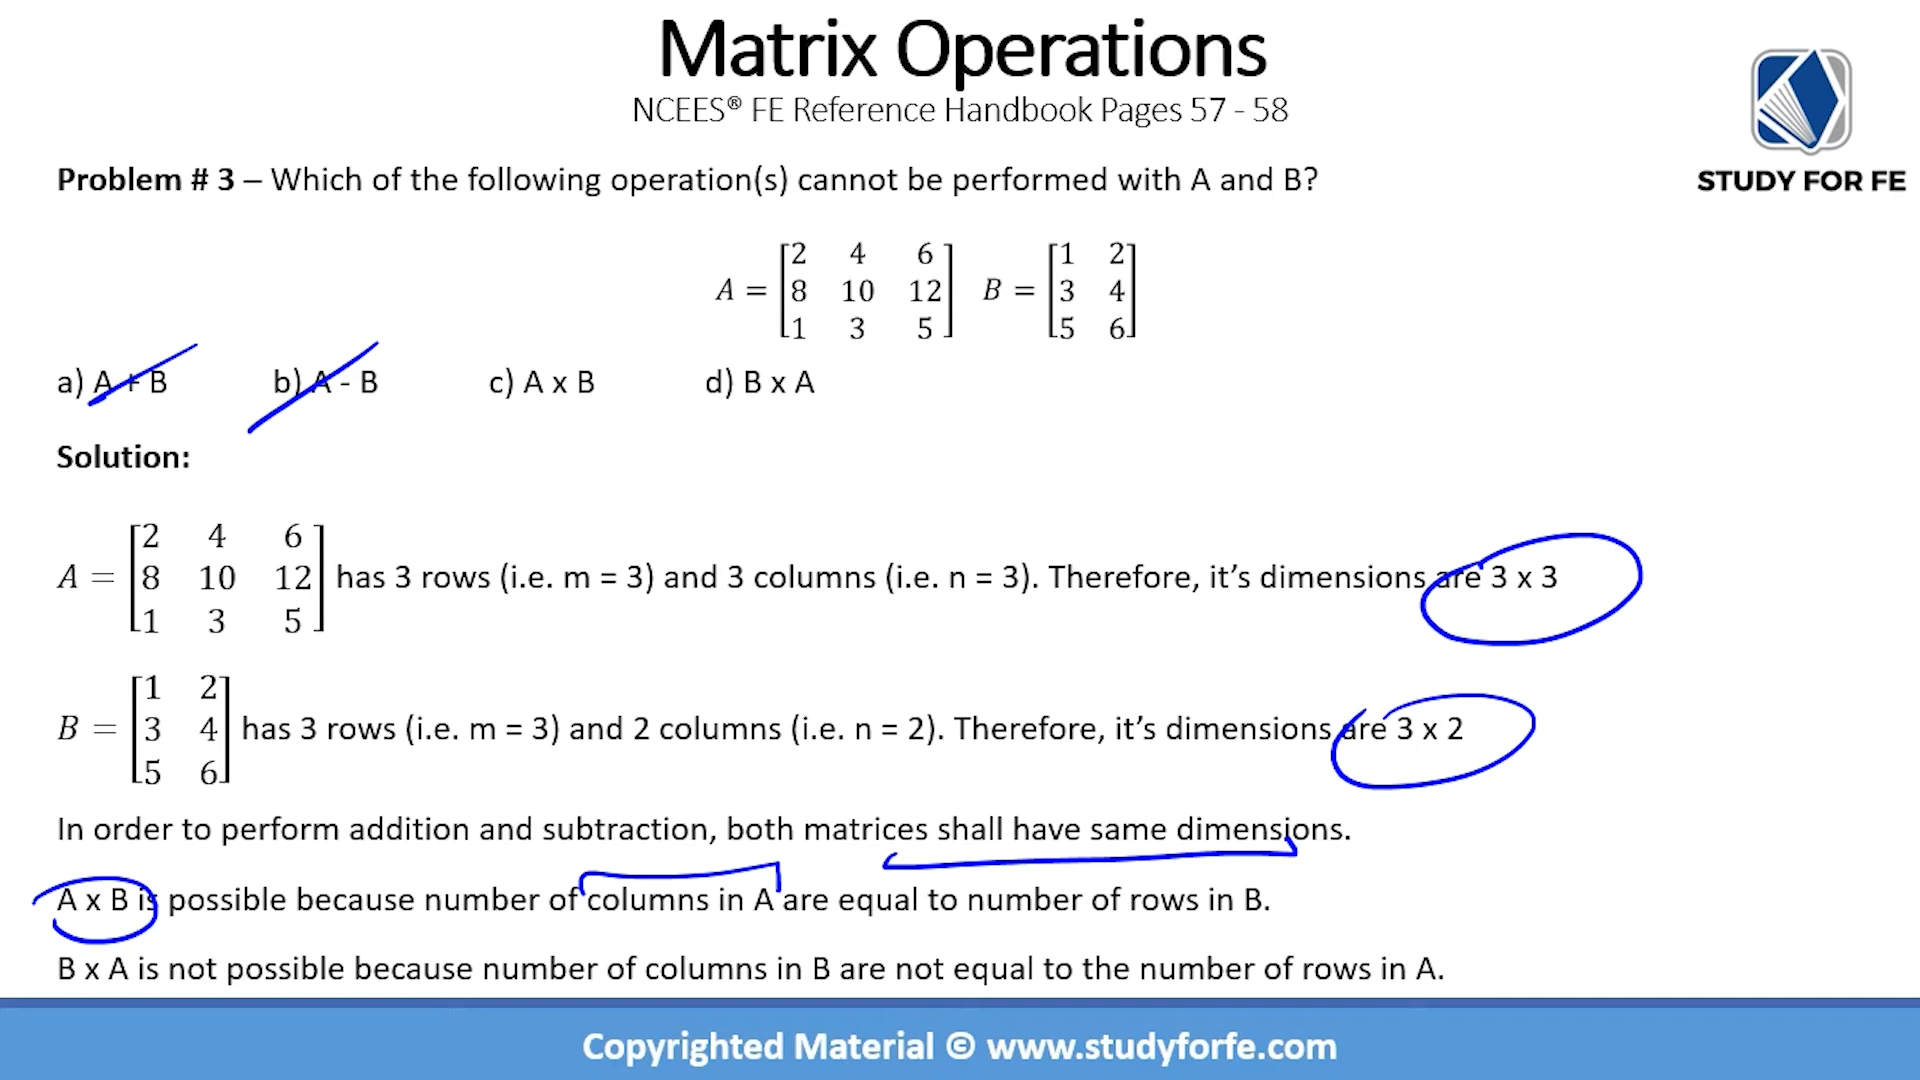 Matrix Operations
NCEES® FE Reference Handbook Pages 57 - 58
STUDY FOR FE
Problem # 3 – Which of the following operation(s) cannot be performed with A and B?
A = [2 4 6
8 10 12
1 3 5] B = [1 2
3 4
5 6]
a) A + B b) A - B c) A x B d) B x A
Solution:
A = [2 4 6
8 10 12
1 3 5] has 3 rows (i.e. m = 3) and 3 columns (i.e. n = 3). Therefore, it’s dimensions are 3 x 3
B = [1 2
3 4
5 6] has 3 rows (i.e. m = 3) and 2 columns (i.e. n = 2). Therefore, it’s dimensions are 3 x 2
In order to perform addition and subtraction, both matrices shall have same dimensions.
A x B is possible because number of columns in A are equal to number of rows in B.
B x A is not possible because number of columns in B are not equal to the number of rows in A.
Copyrighted Material © www.studyforfe.com